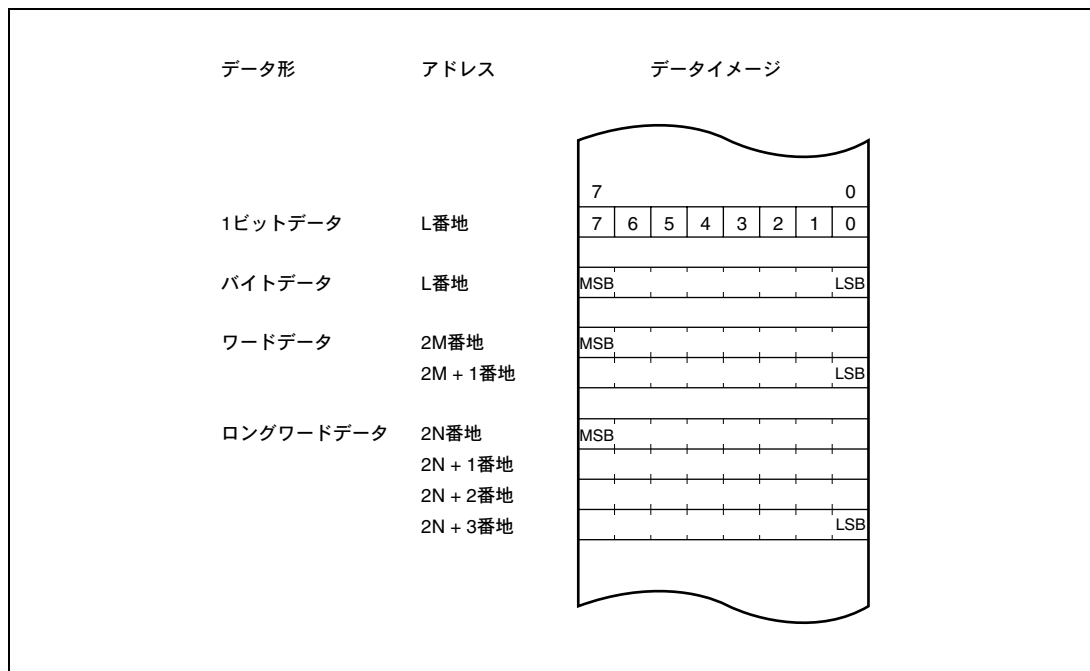 データ形 アドレス データイメージ
7 0
1ビットデータ L番地 7 6 5 4 3 2 1 0
バイトデータ L番地 MSB LSB
ワードデータ 2M番地 MSB
2M + 1番地 LSB
ロングワードデータ 2N番地 MSB
2N + 1番地
2N + 2番地
2N + 3番地 LSB